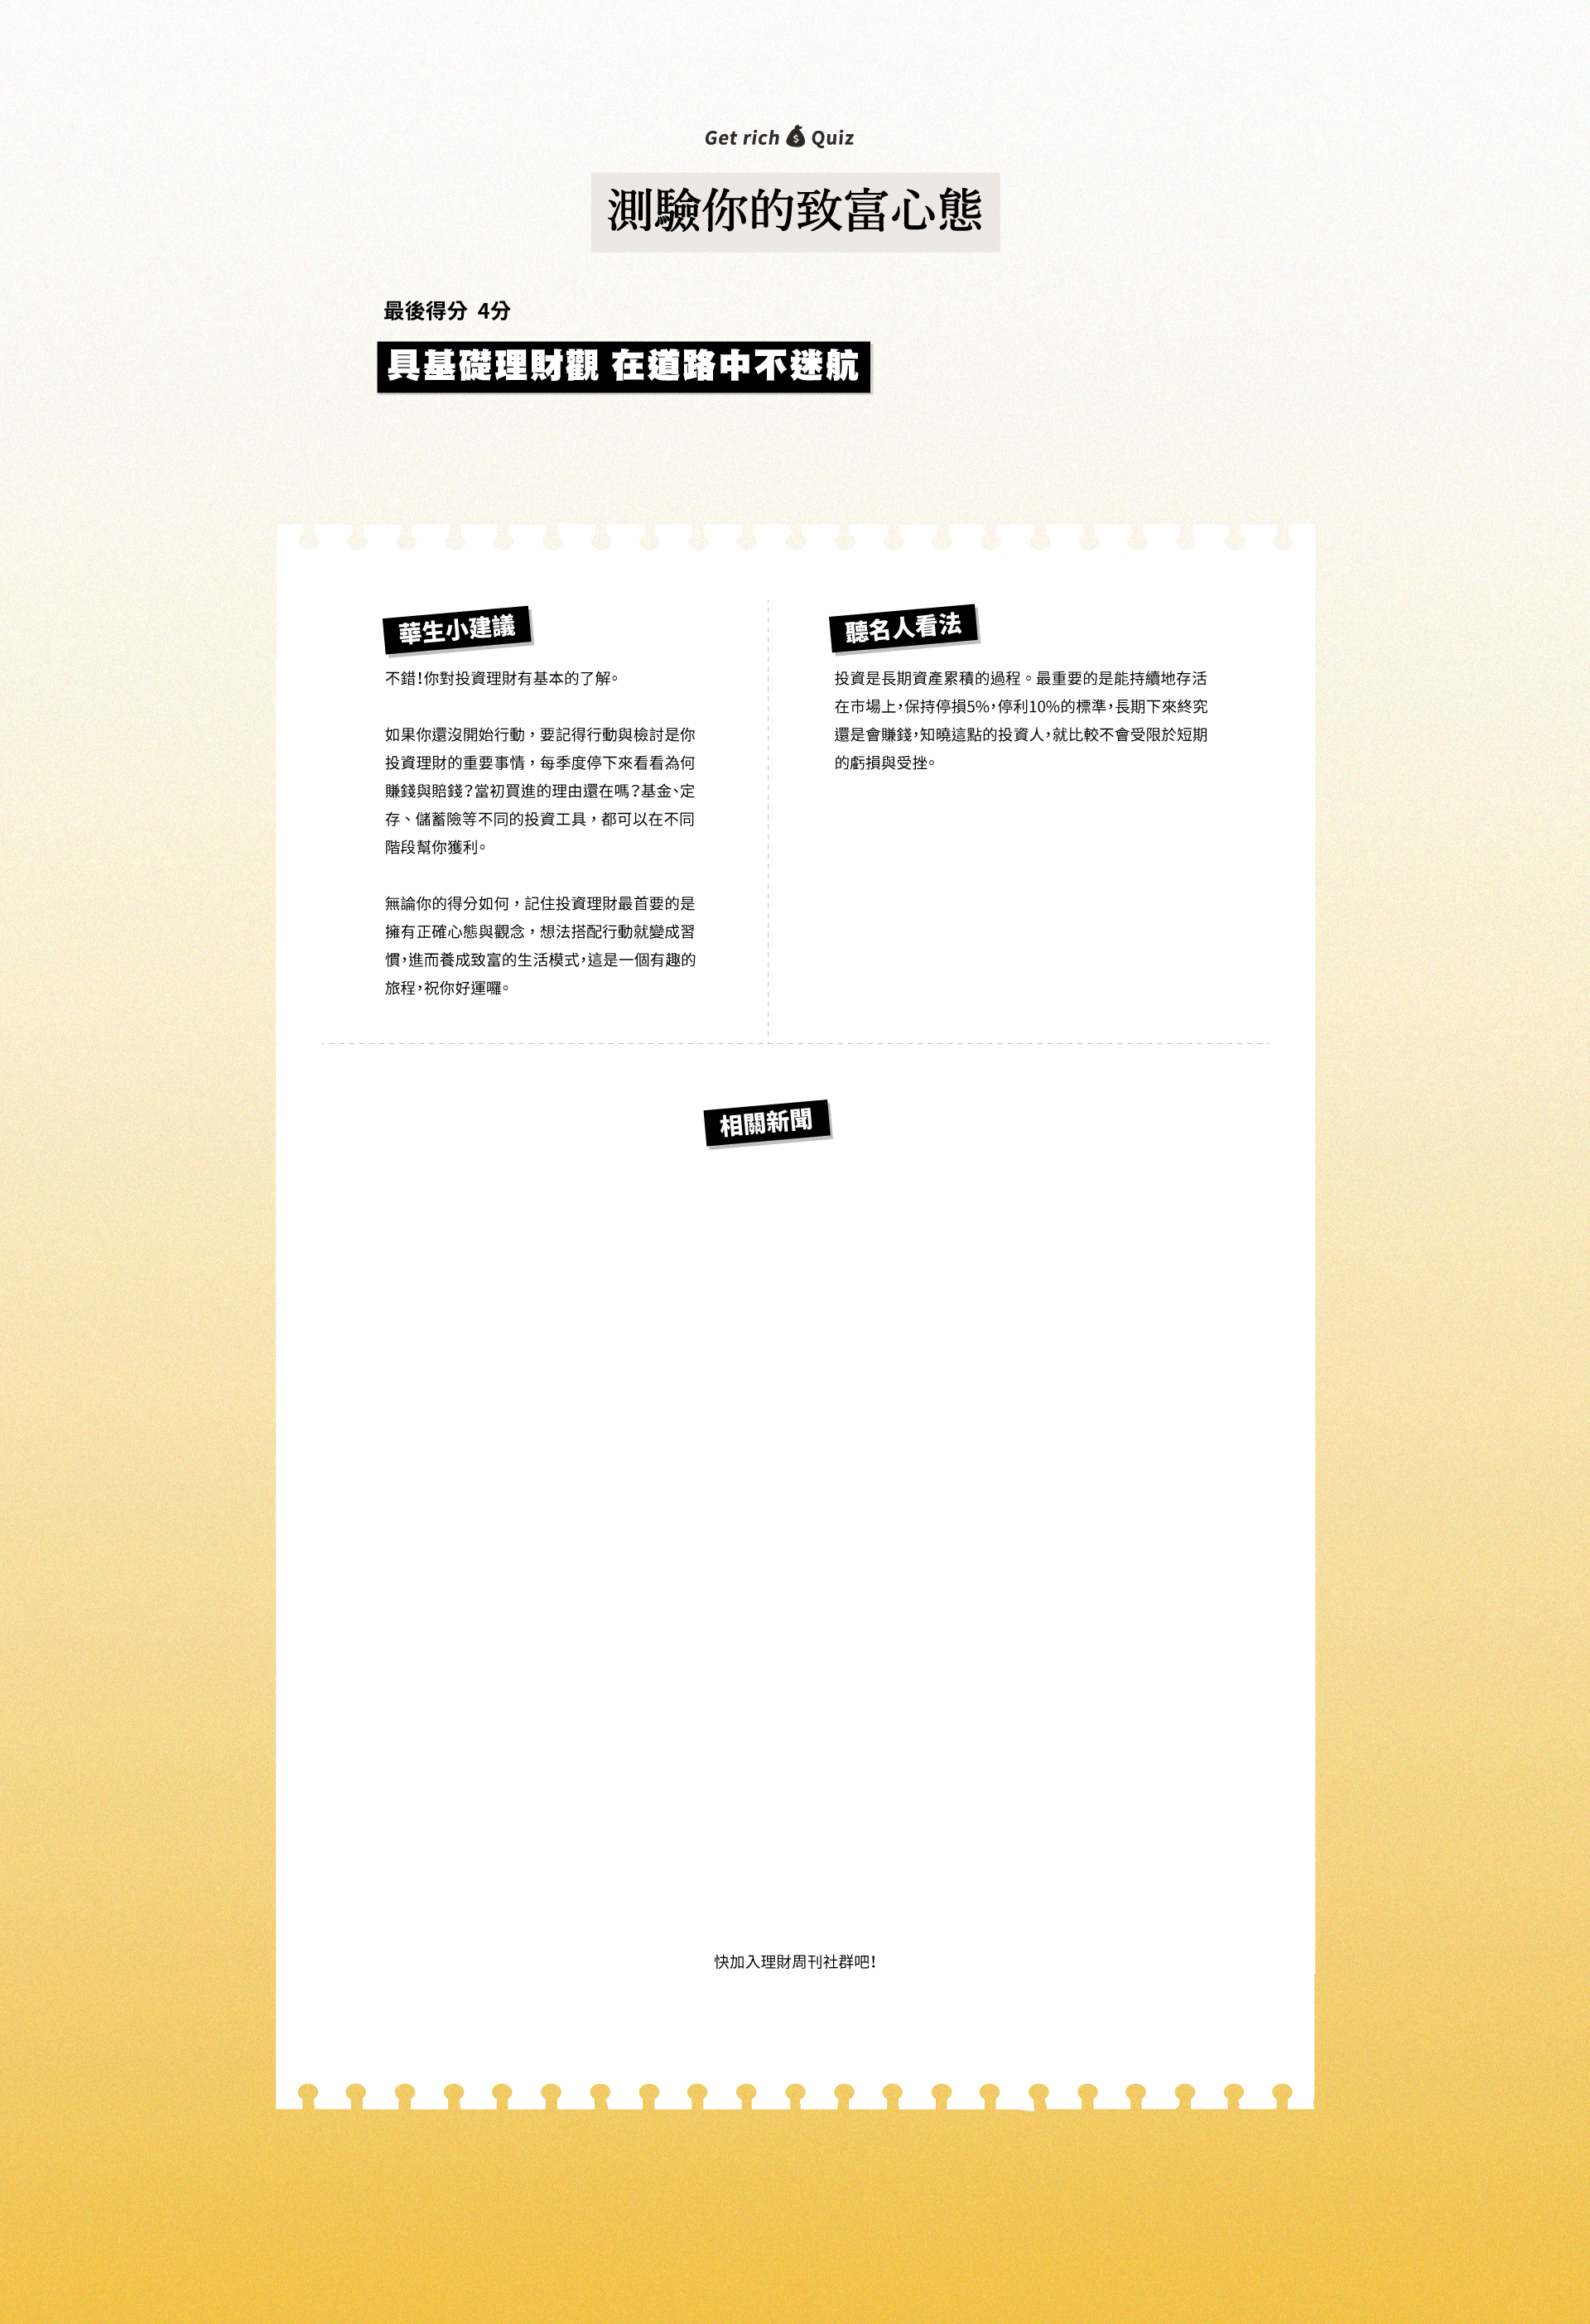 Get rich Quiz
測驗你的致富心態
最後得分 4分
具基礎理財觀 在道路中不迷航
華生小建議
不錯！你對投資理財有基本的了解。
如果你還沒開始行動，要記得行動與檢討是你
投資理財的重要事情，每季度停下來看看為何
賺錢與賠錢？當初買進的理由還在嗎？基金、定
存、儲蓄險等不同的投資工具，都可以在不同
階段幫你獲利。
無論你的得分如何，記住投資理財最首要的是
擁有正確心態與觀念，想法搭配行動就變成習
慣，進而養成致富的生活模式，這是一個有趣的
旅程，祝你好運囉。
聽名人看法
投資是長期資產累積的過程。最重要的是能持續地存活
在市場上，保持停損5%，停利10%的標準，長期下來終究
還是會賺錢，知曉這點的投資人，就比較不會受限於短期
的虧損與受挫。
相關新聞
快加入理財周刊社群吧！